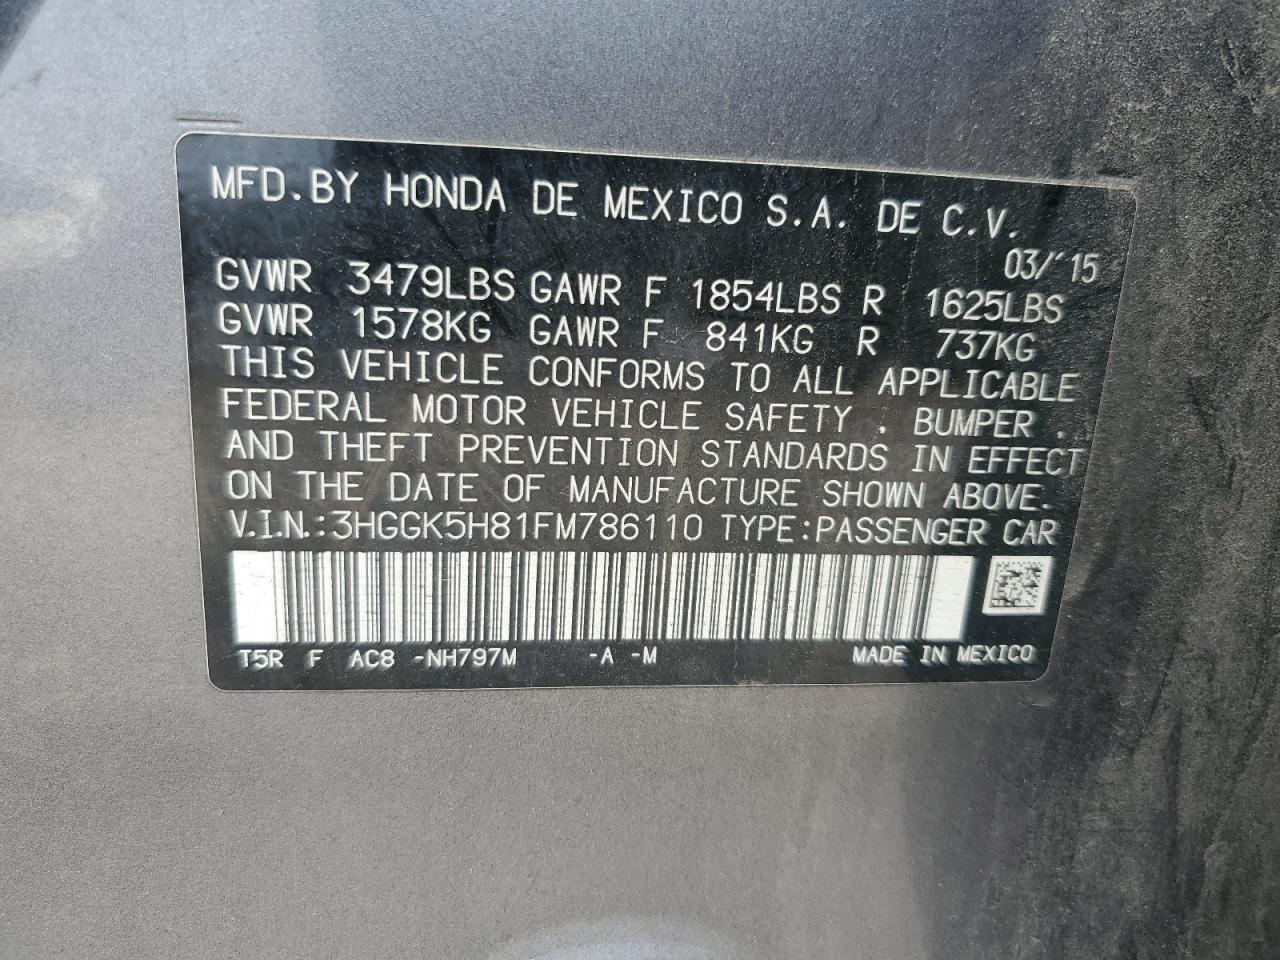 MFD.BY HONDA DE MEXICO S.A. DE C.V.
03/'15
GVWR 3479LBS GAWR F 1854LBS R 1625LBS
GVWR 1578KG GAWR F 841KG R 737KG
THIS VEHICLE CONFORMS TO ALL APPLICABLE
FEDERAL MOTOR VEHICLE SAFETY , BUMPER ,
AND THEFT PREVENTION STANDARDS IN EFFECT
ON THE DATE OF MANUFACTURE SHOWN ABOVE.
V.I.N.:3HGGK5H81FM786110 TYPE:PASSENGER CAR
T5R F AC8 -NH797M -A -M MADE IN MEXICO